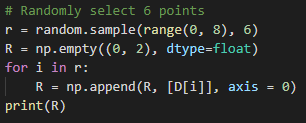 # Randomly select 6 points
r = random.sample(range(0, 8), 6)
R = np.empty((0, 2), dtype=float)
for i in r:
    R = np.append(R, [D[i]], axis = 0)
print(R)